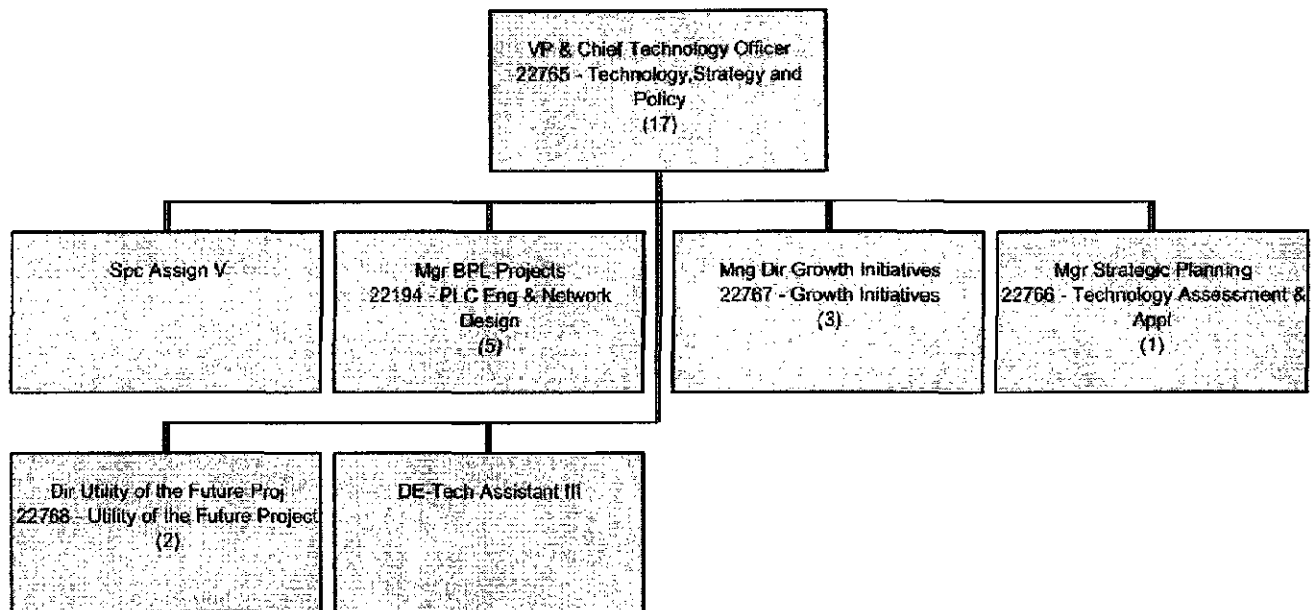 VP & Chief Technology Officer
22765 - Technology,Strategy and
Policy
(17)
Spc Assign V
Mgr BPL Projects
22194 - PLC Eng & Network
Design
(5)
Mng Dir Growth Initiatives
22767 - Growth Initiatives
(3)
Mgr Strategic Planning
22766 - Technology Assessment &
Appl
(1)
Dir Utility of the Future Proj
22768 - Utility of the Future Project
(2)
DE-Tech Assistant III